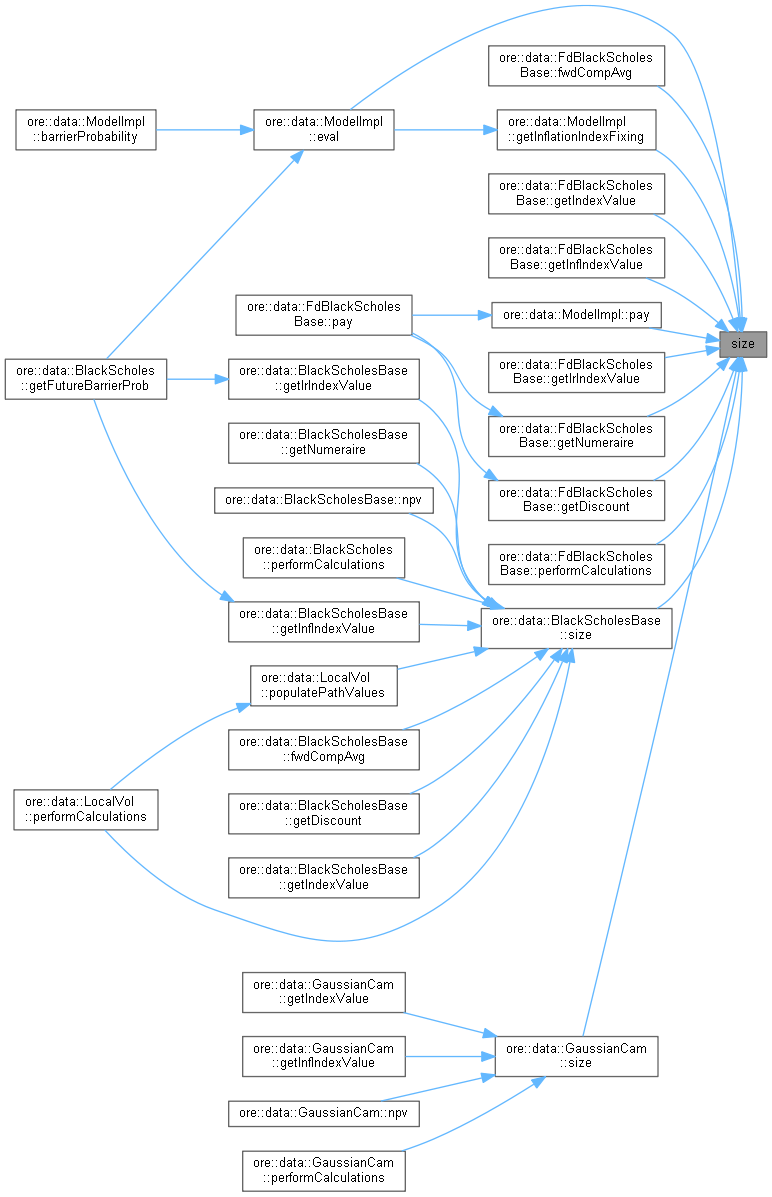 ore::data::FdBlackScholes
Base::fwdCompAvg
ore::data::ModelImpl
::barrierProbability
ore::data::ModelImpl
::eval
ore::data::ModelImpl
::getInflationIndexFixing
ore::data::FdBlackScholes
Base::getIndexValue
ore::data::FdBlackScholes
Base::getInfIndexValue
ore::data::FdBlackScholes
Base::pay
ore::data::ModelImpl::pay
size
ore::data::BlackScholes
::getFutureBarrierProb
ore::data::BlackScholesBase
::getIrIndexValue
ore::data::FdBlackScholes
Base::getIrIndexValue
ore::data::BlackScholesBase
::getNumeraire
ore::data::FdBlackScholes
Base::getNumeraire
ore::data::BlackScholesBase::npv
ore::data::FdBlackScholes
Base::getDiscount
ore::data::BlackScholes
::performCalculations
ore::data::FdBlackScholes
Base::performCalculations
ore::data::BlackScholesBase
::getInfIndexValue
ore::data::BlackScholesBase
::size
ore::data::LocalVol
::populatePathValues
ore::data::BlackScholesBase
::fwdCompAvg
ore::data::LocalVol
::performCalculations
ore::data::BlackScholesBase
::getDiscount
ore::data::BlackScholesBase
::getIndexValue
ore::data::GaussianCam
::getIndexValue
ore::data::GaussianCam
::getInfIndexValue
ore::data::GaussianCam
::size
ore::data::GaussianCam::npv
ore::data::GaussianCam
::performCalculations